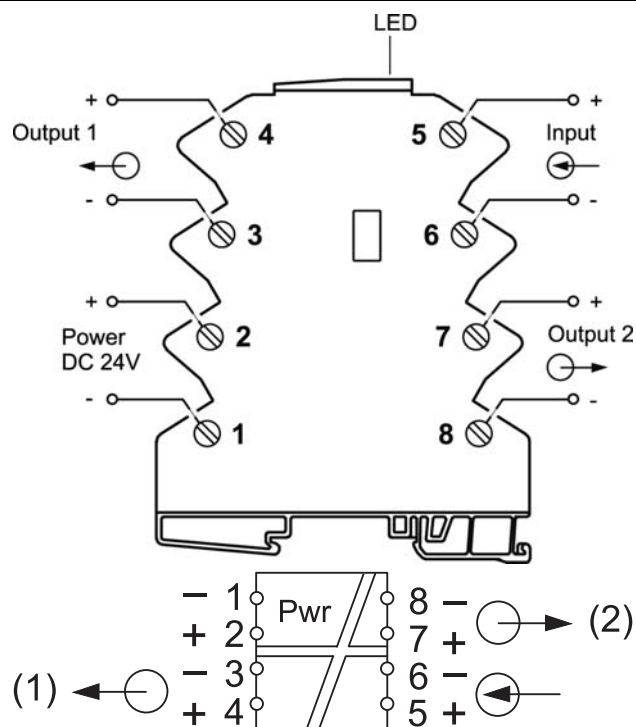 LED
+ +
4 5
Output 1 Input
- -
3 6
+ +
Power
DC 24V
2 7
Output 2
- -
1 8
- 1 Pwr 8 -
+ 2 7 + (2)
(1) - 3 6 -
+ 4 5 +